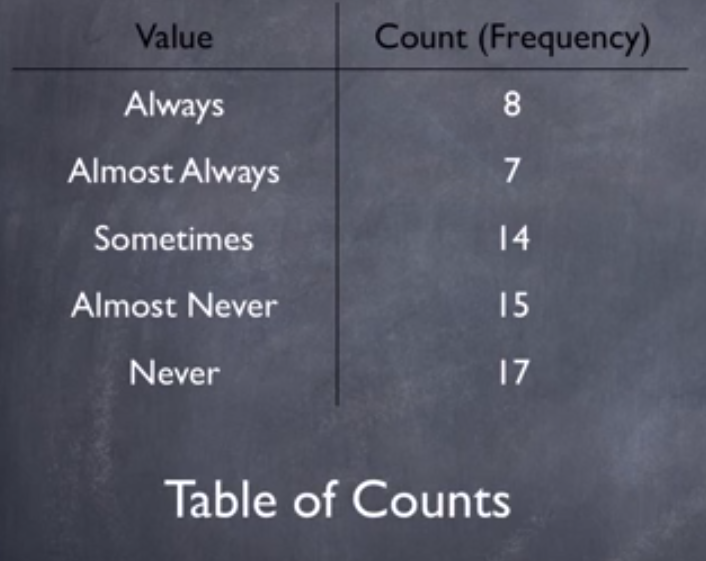 Value Count (Frequency)
Always 8
Almost Always 7
Sometimes 14
Almost Never 15
Never 17
Table of Counts